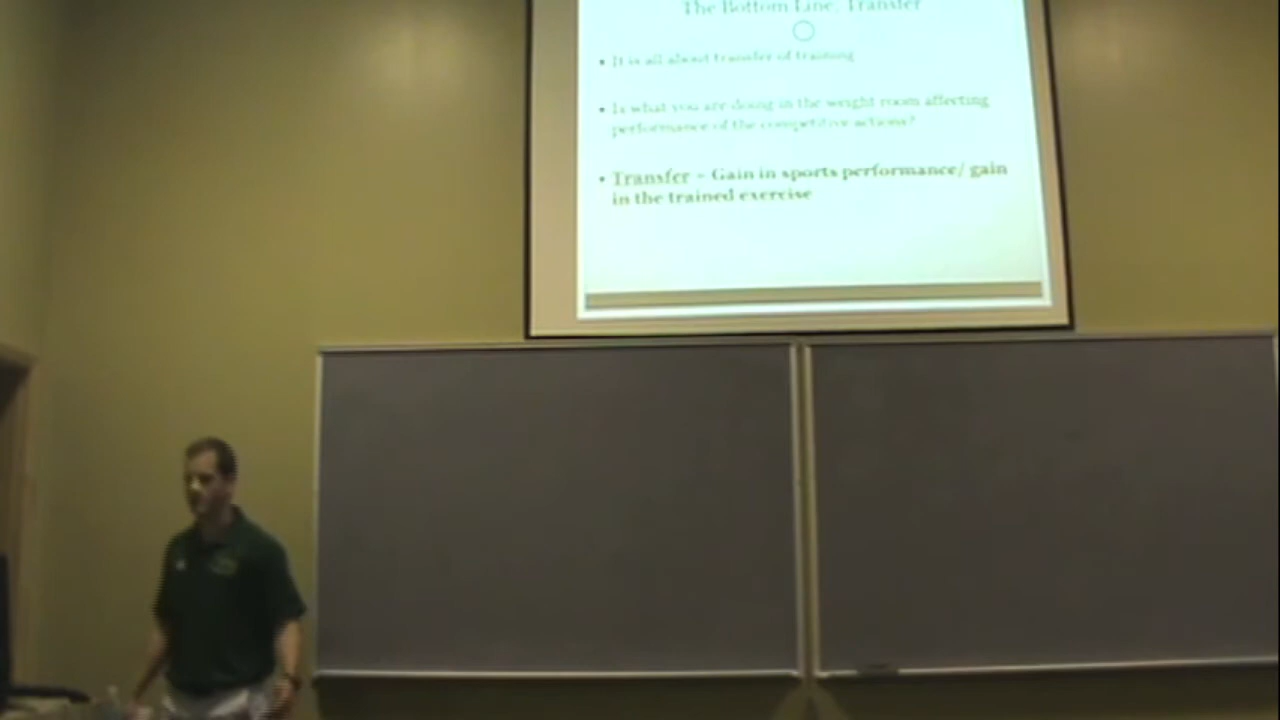 The Bottom Line: Transfer
• It is all about transfer of training
• Is what you are doing in the weight room affecting
performance of the competitive actions?
• Transfer = Gain in sports performance/ gain
in the trained exercise